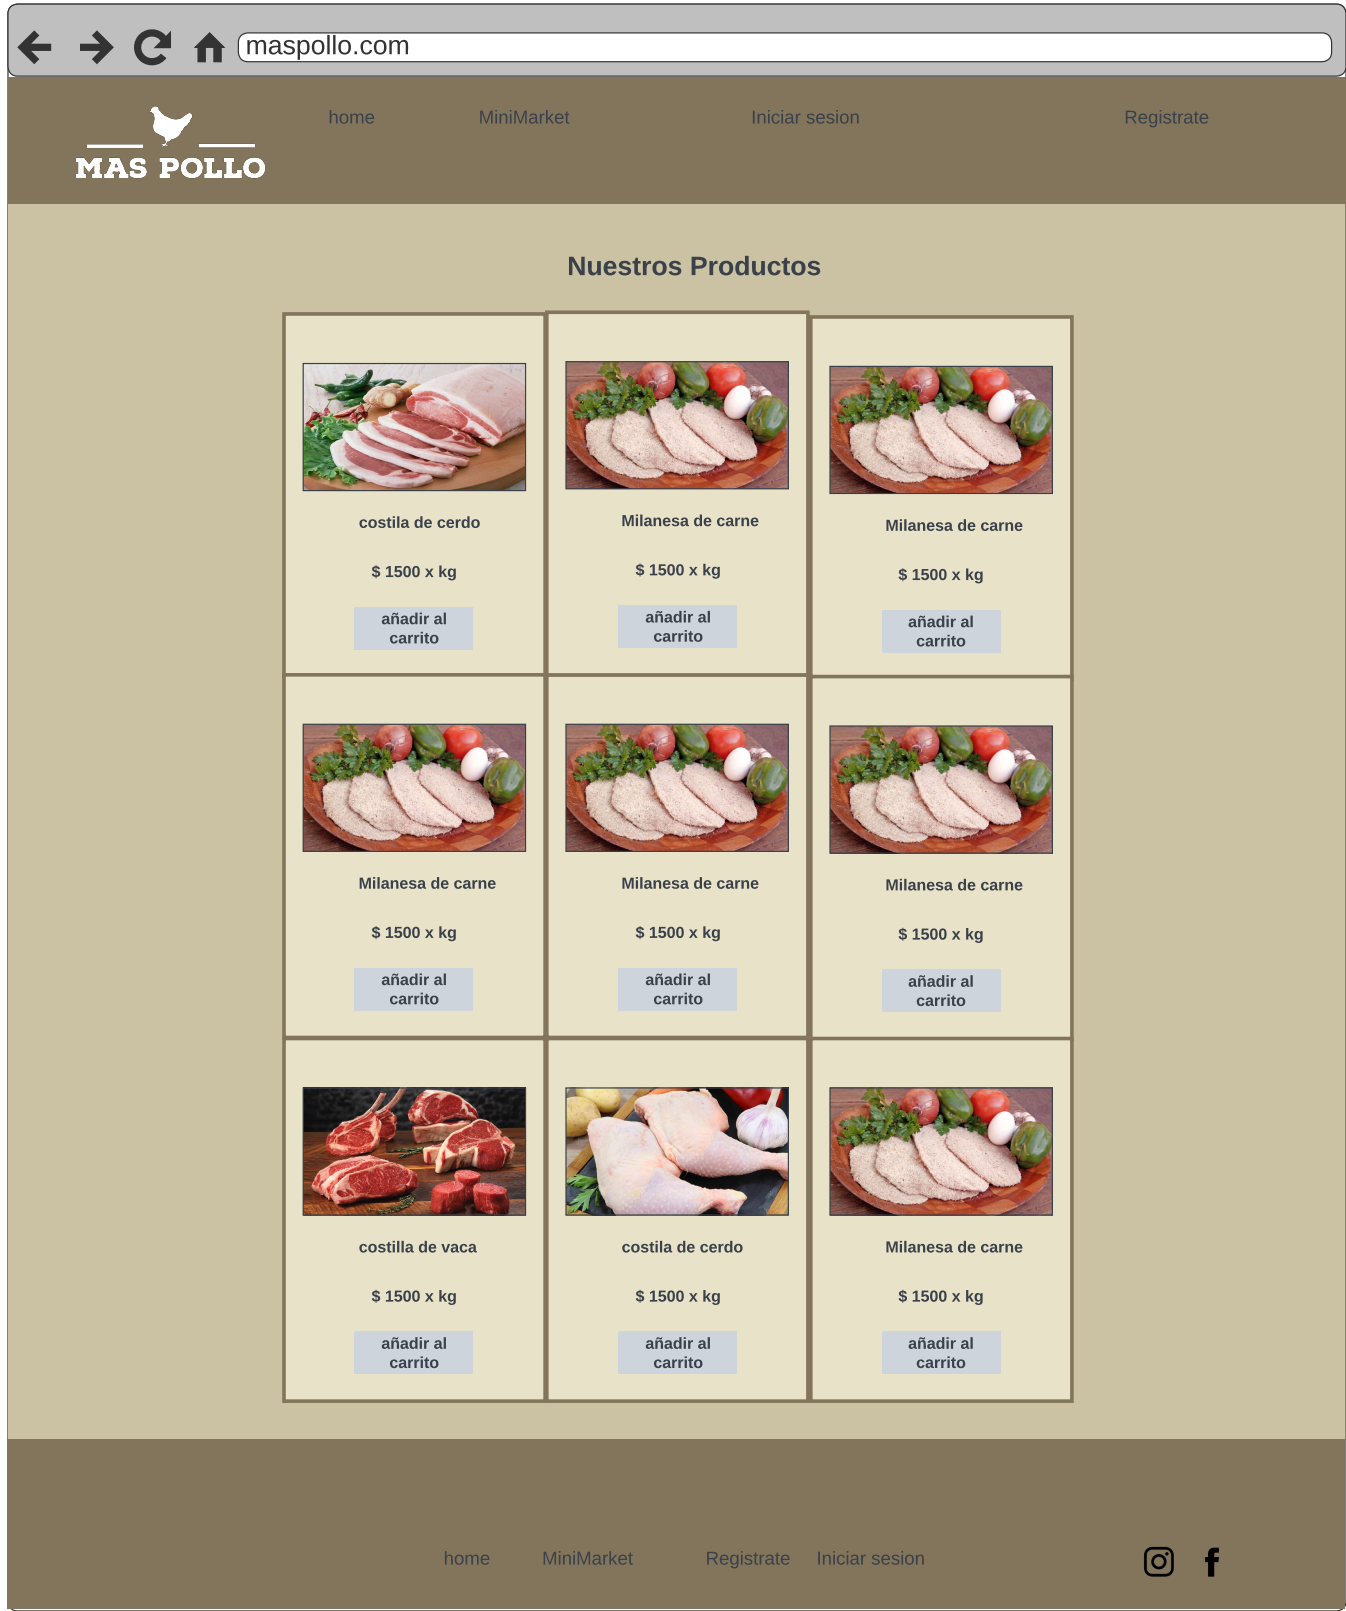 maspollo.com
home MiniMarket Iniciar sesion Registrate
MAS POLLO
Nuestros Productos
costila de cerdo Milanesa de carne Milanesa de carne
$ 1500 x kg $ 1500 x kg $ 1500 x kg
añadir al añadir al añadir al
carrito carrito carrito
Milanesa de carne Milanesa de carne Milanesa de carne
$ 1500 x kg $ 1500 x kg $ 1500 x kg
añadir al añadir al añadir al
carrito carrito carrito
costilla de vaca costila de cerdo Milanesa de carne
$ 1500 x kg $ 1500 x kg $ 1500 x kg
añadir al añadir al añadir al
carrito carrito carrito
home MiniMarket Registrate Iniciar sesion